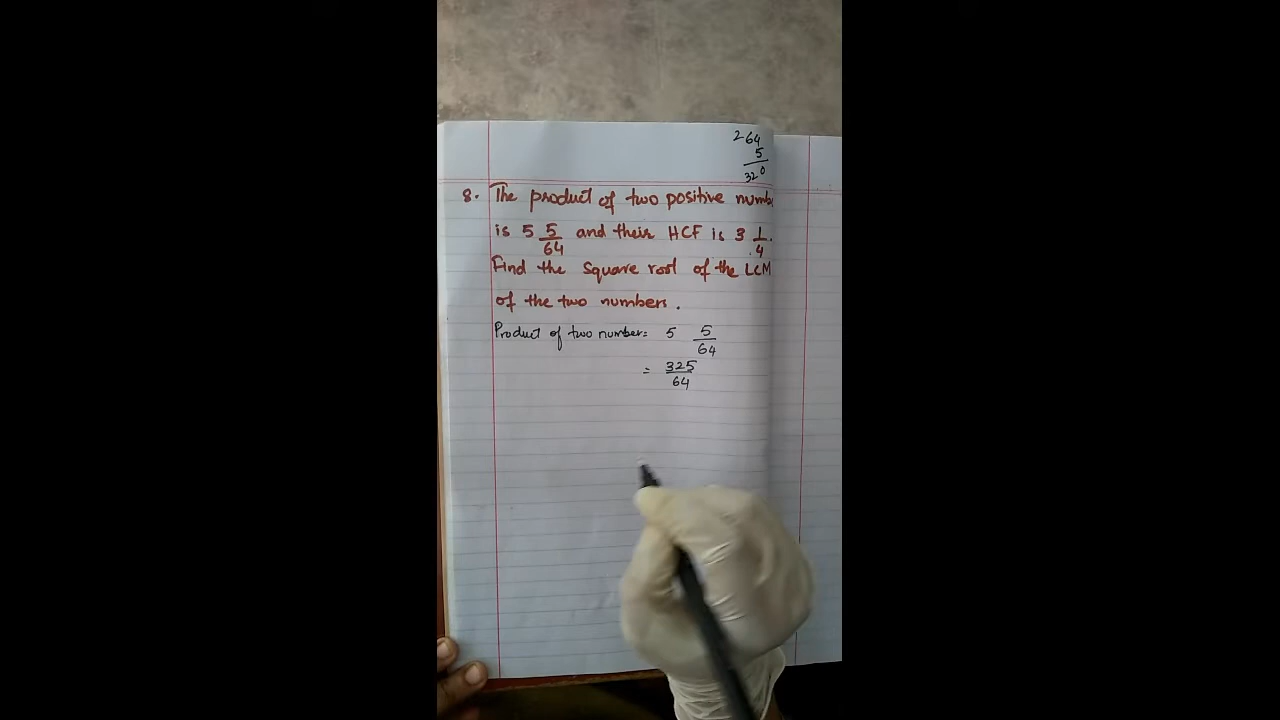 264
5
320
8. The product of two positive numbe
is 5 5/64 and their HCF is 3 1/4.
Find the square root of the LCM
of the two numbers.
Product of two number= 5 5/64
= 325/64